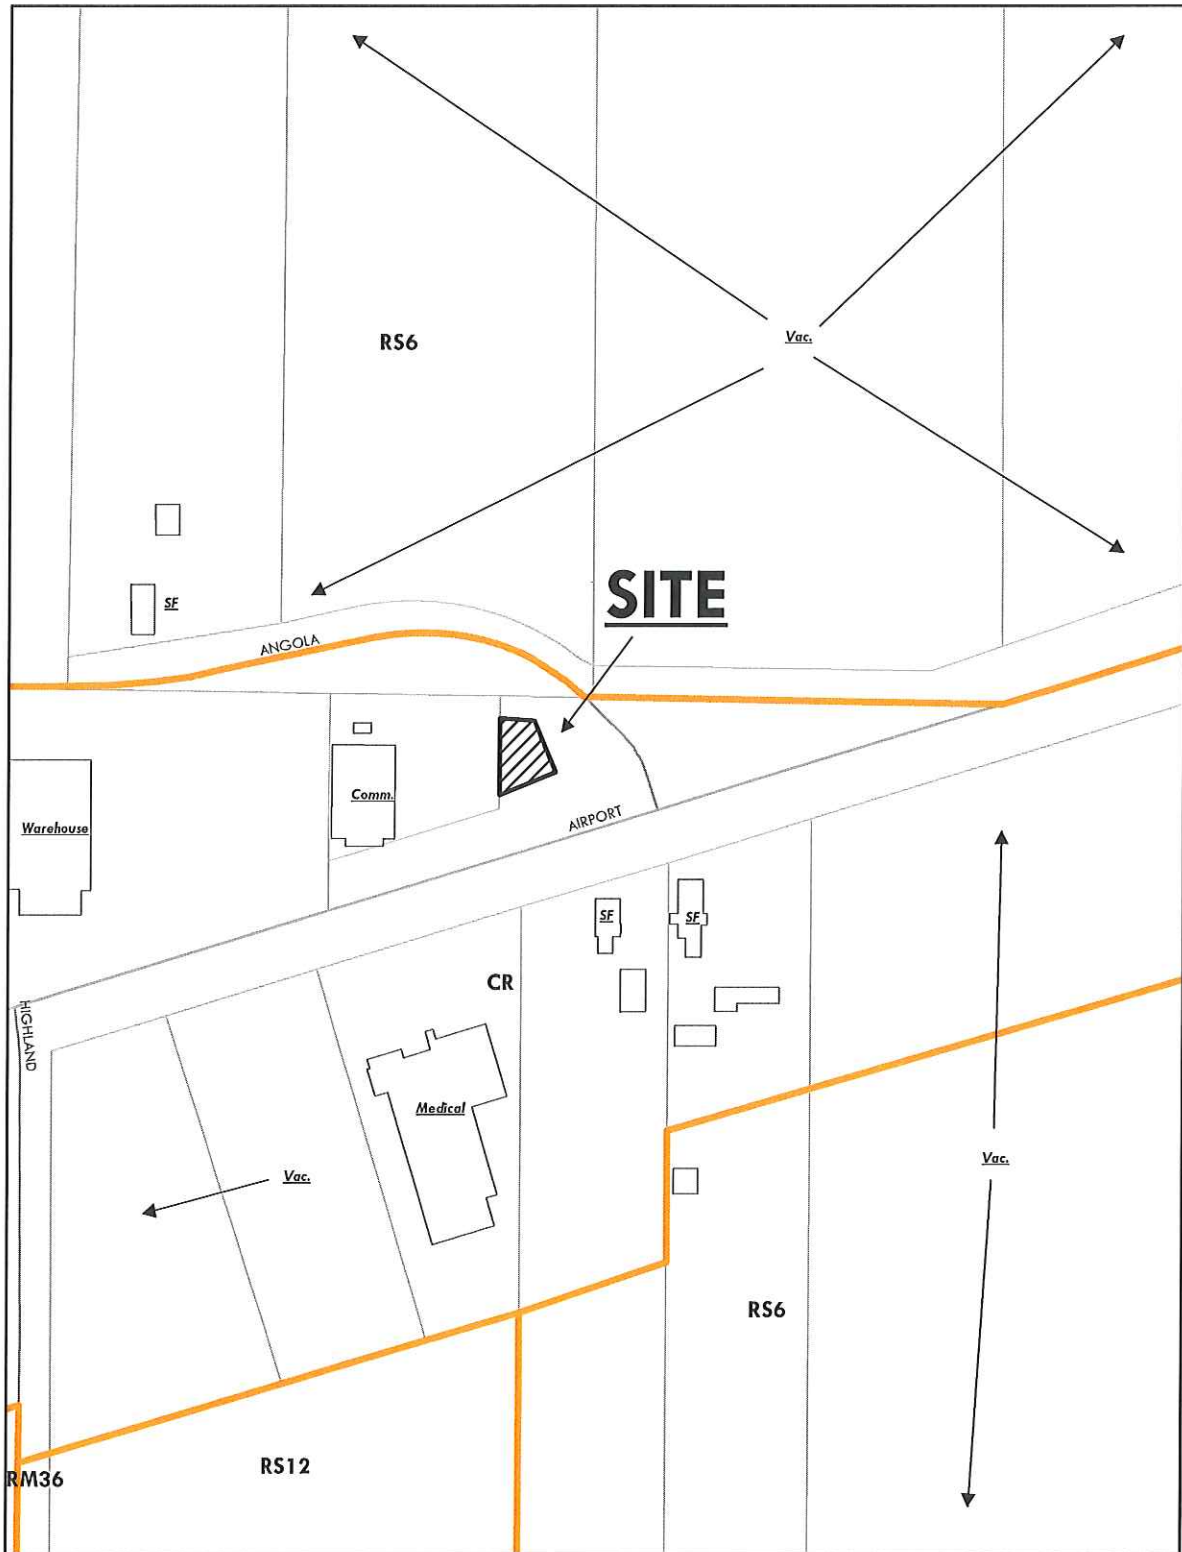 RS6
Vac.
SITE
SF
ANGOLA
Comm.
Warehouse
AIRPORT
SF
SF
CR
HIGHLAND
Medical
Vac.
Vac.
RS6
RS12
RM36